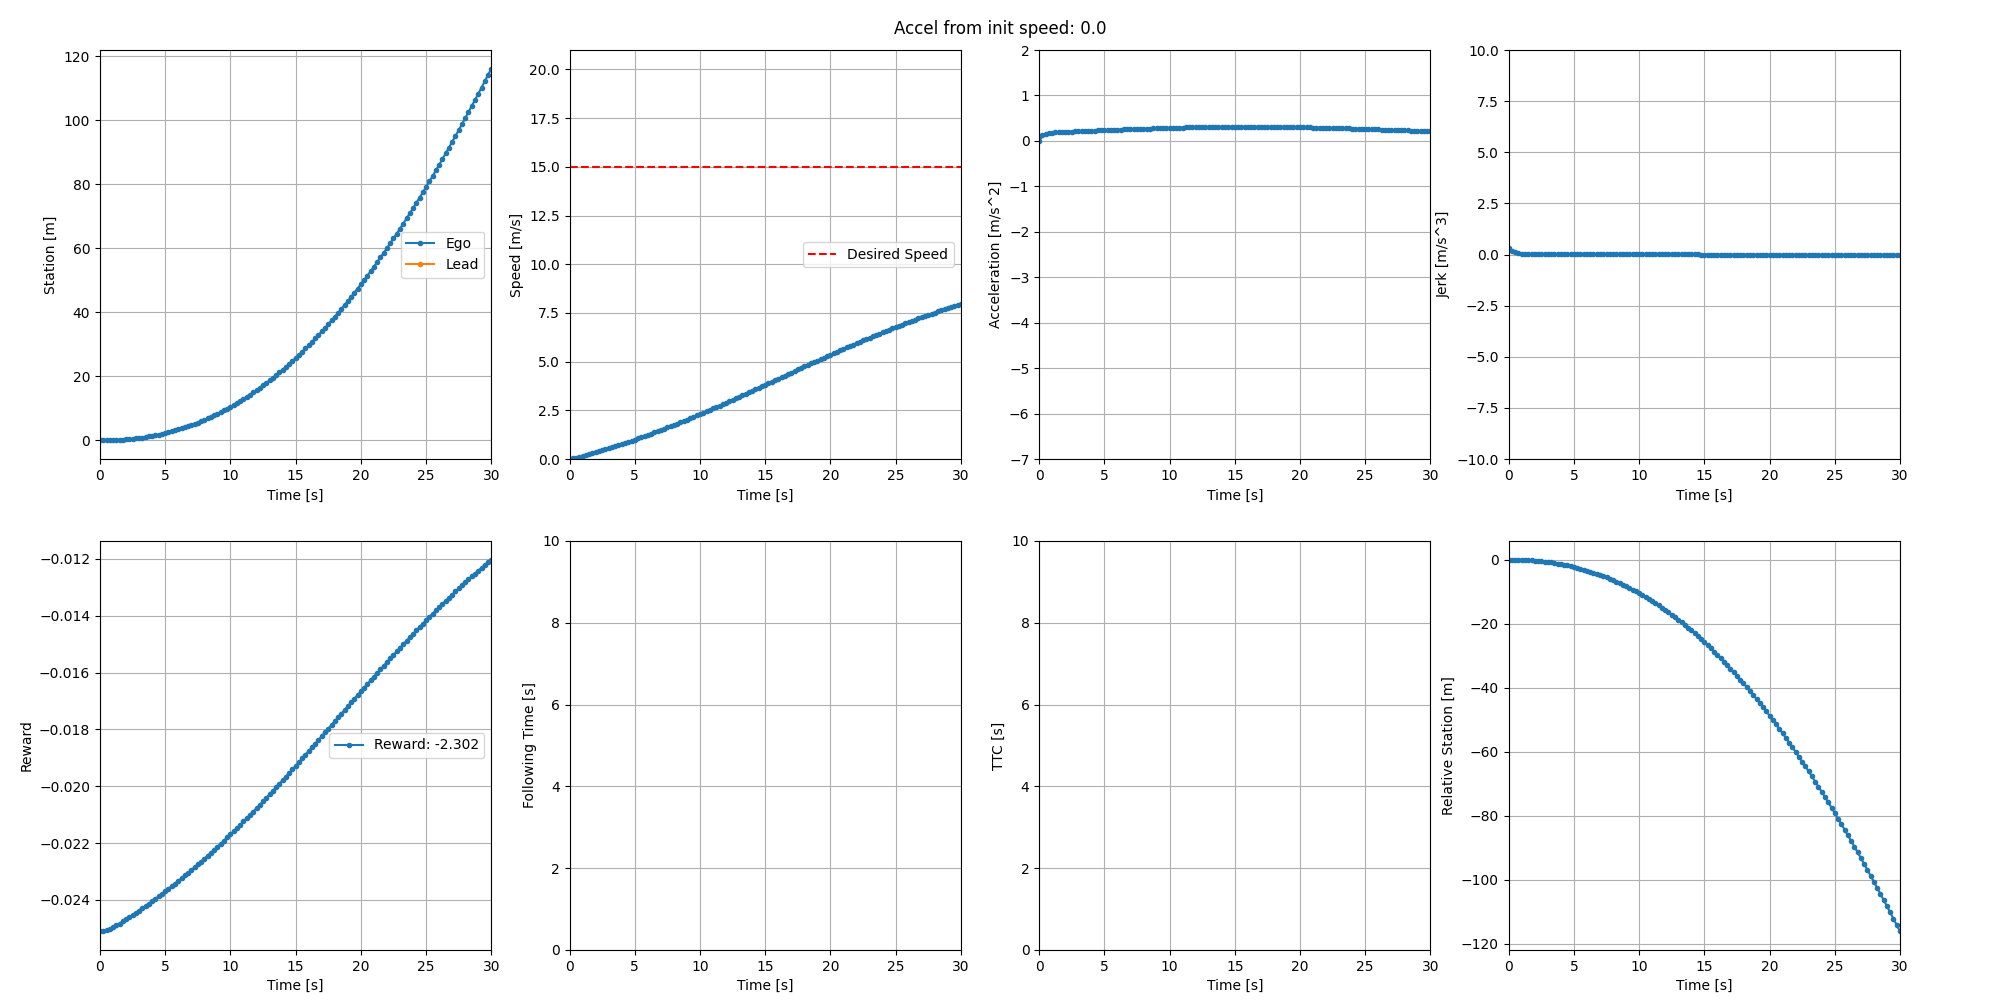 Accel from init speed: 0.0
Station [m]
120
100
80
60
40
20
0
Ego
Lead
0 5 10 15 20 25 30
Time [s]
Speed [m/s]
20.0
17.5
15.0
12.5
10.0
7.5
5.0
2.5
0.0
Desired Speed
0 5 10 15 20 25 30
Time [s]
Acceleration [m/s^2]
2
1
0
−1
−2
−3
−4
−5
−6
−7
0 5 10 15 20 25 30
Time [s]
Jerk [m/s^3]
10.0
7.5
5.0
2.5
0.0
−2.5
−5.0
−7.5
−10.0
0 5 10 15 20 25 30
Time [s]
Reward
−0.012
−0.014
−0.016
−0.018
−0.020
−0.022
−0.024
Reward: -2.302
0 5 10 15 20 25 30
Time [s]
Following Time [s]
10
8
6
4
2
0
0 5 10 15 20 25 30
Time [s]
TTC [s]
10
8
6
4
2
0
0 5 10 15 20 25 30
Time [s]
Relative Station [m]
0
−20
−40
−60
−80
−100
−120
0 5 10 15 20 25 30
Time [s]